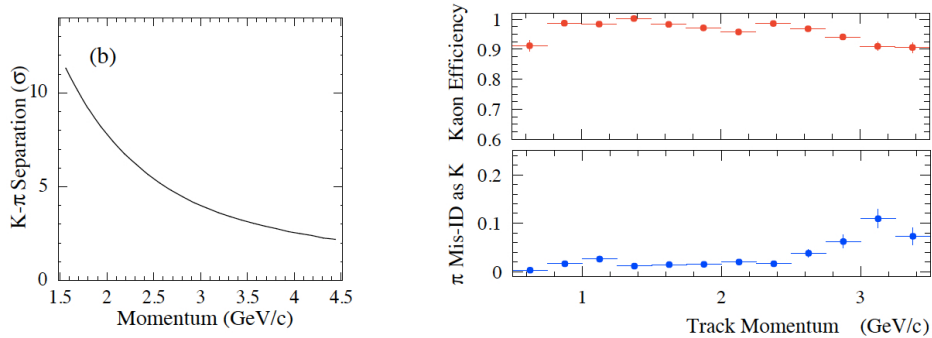 (b)
K-π Separation (σ)
10
5
0
1.5 2 2.5 3 3.5 4 4.5
Momentum (GeV/c)
Kaon Efficiency
1
0.9
0.8
0.7
0.6
π Mis-ID as K
0.2
0.1
0
1 2 3
Track Momentum (GeV/c)